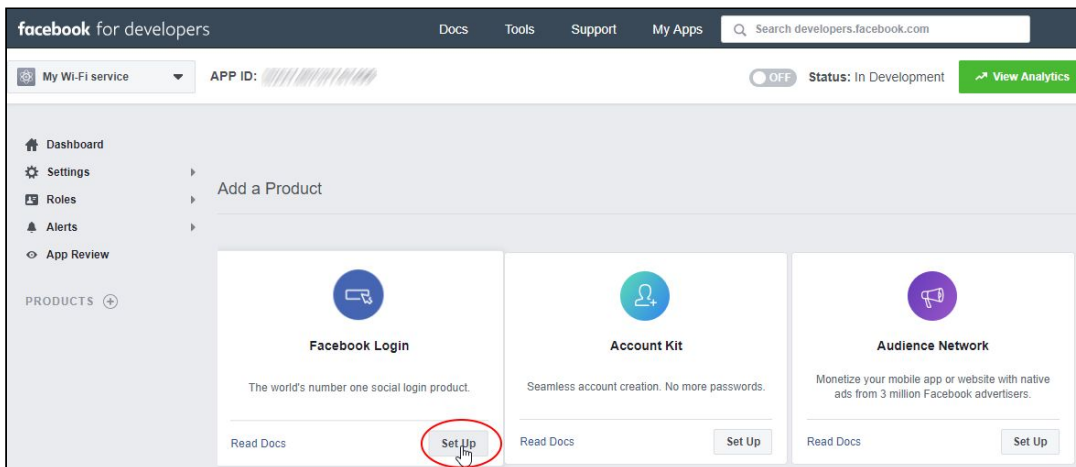 facebook for developers
Docs
Tools
Support
My Apps
Search developers.facebook.com
My Wi-Fi service
APP ID:
OFF
Status: In Development
View Analytics
Dashboard
Settings
Roles
Alerts
App Review
PRODUCTS
Add a Product
Facebook Login
The world's number one social login product.
Read Docs
Set Up
Account Kit
Seamless account creation. No more passwords.
Read Docs
Set Up
Audience Network
Monetize your mobile app or website with native
ads from 3 million Facebook advertisers.
Read Docs
Set Up